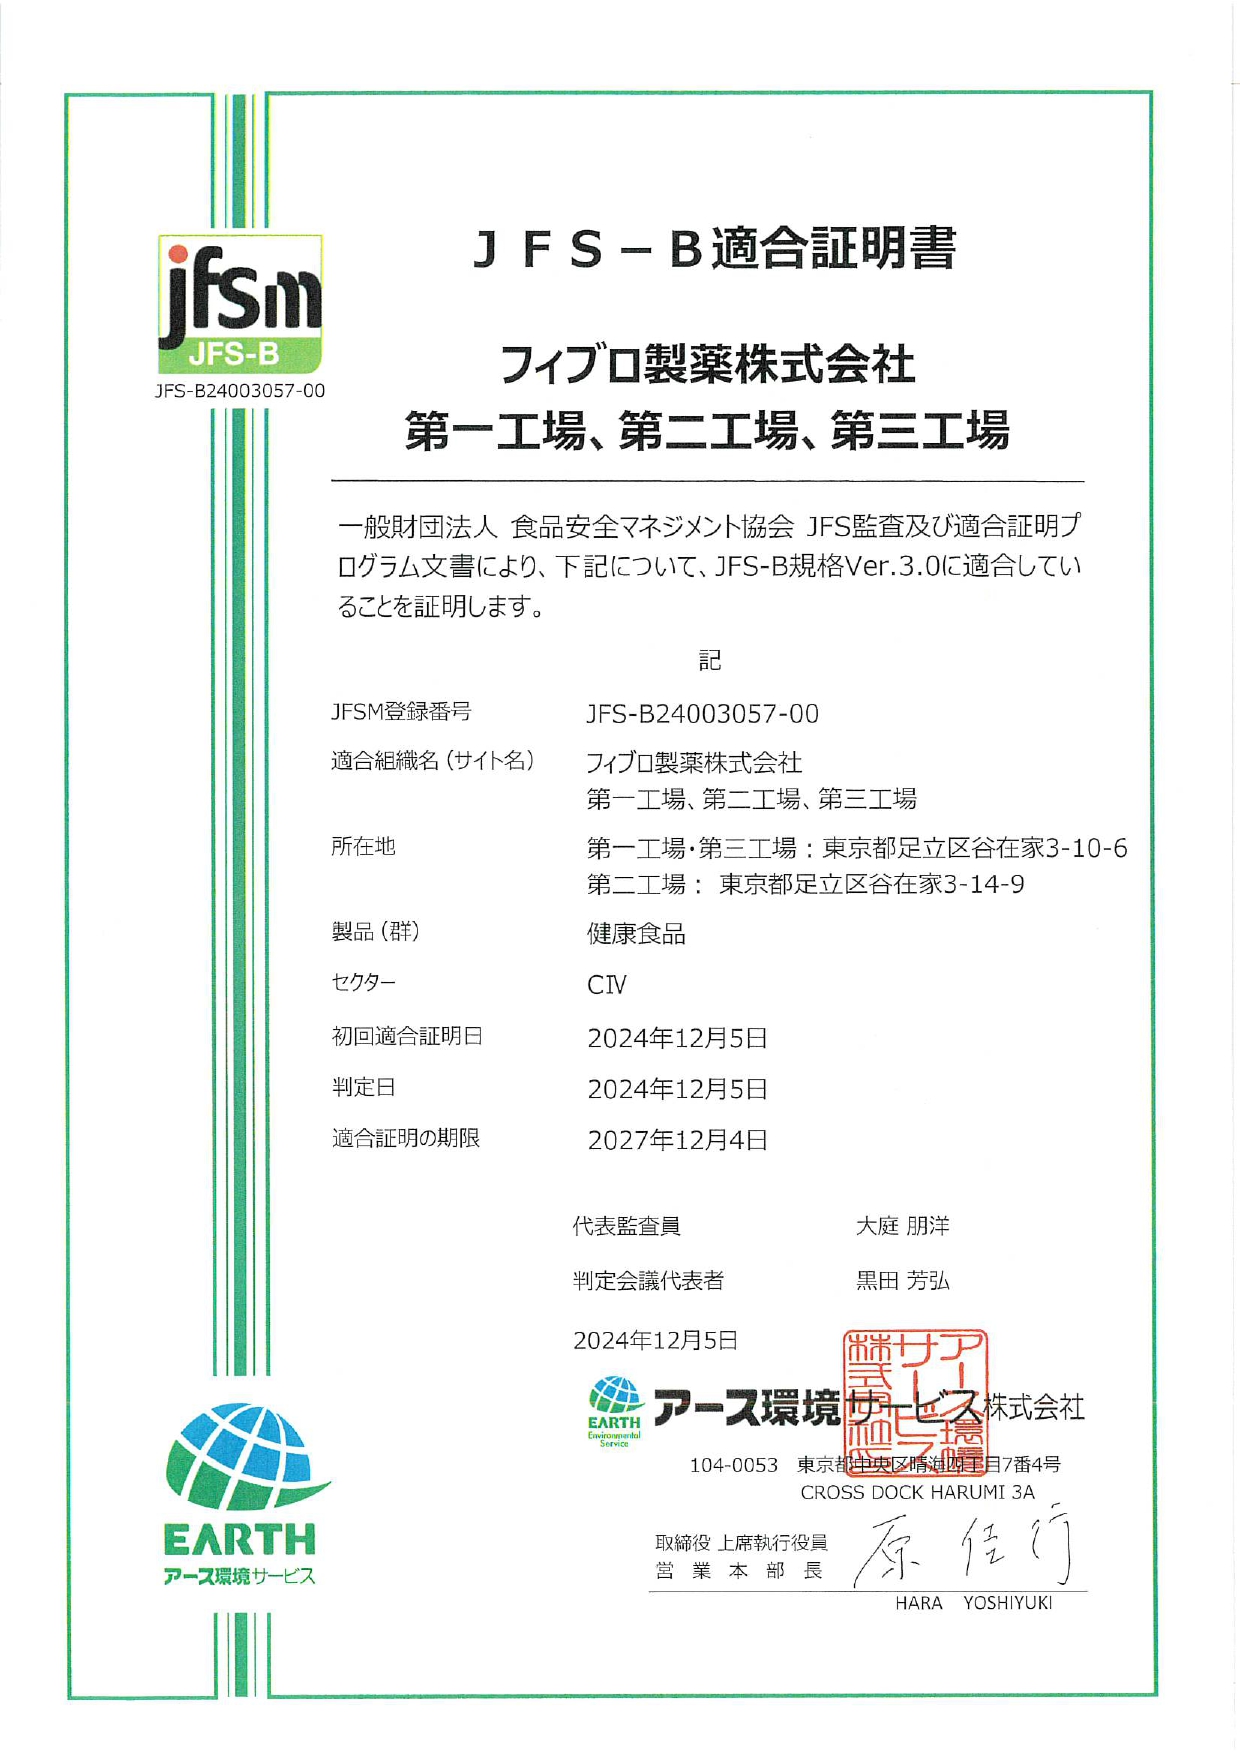 jfsm
JFS-B
JFS-B24003057-00
ＪＦＳ－Ｂ適合証明書
フィブロ製薬株式会社
第一工場、第二工場、第三工場
一般財団法人 食品安全マネジメント協会 JFS監査及び適合証明プ
ログラム文書により、下記について、JFS-B規格Ver.3.0に適合してい
ることを証明します。
記
JFSM登録番号 JFS-B24003057-00
適合組織名（サイト名） フィブロ製薬株式会社
第一工場、第二工場、第三工場
所在地 第一工場・第三工場：東京都足立区谷在家3-10-6
第二工場： 東京都足立区谷在家3-14-9
製品（群） 健康食品
セクター CⅣ
初回適合証明日 2024年12月5日
判定日 2024年12月5日
適合証明の期限 2027年12月4日
代表監査員 大庭 朋洋
判定会議代表者 黒田 芳弘
2024年12月5日
EARTH
Environmental
Service
アース環境サービス株式会社
アース環境サービス株式会社印
104-0053 東京都中央区晴海四丁目7番4号
CROSS DOCK HARUMI 3A
取締役 上席執行役員
営業本部長
原 佳行
HARA YOSHIYUKI
EARTH
アース環境サービス